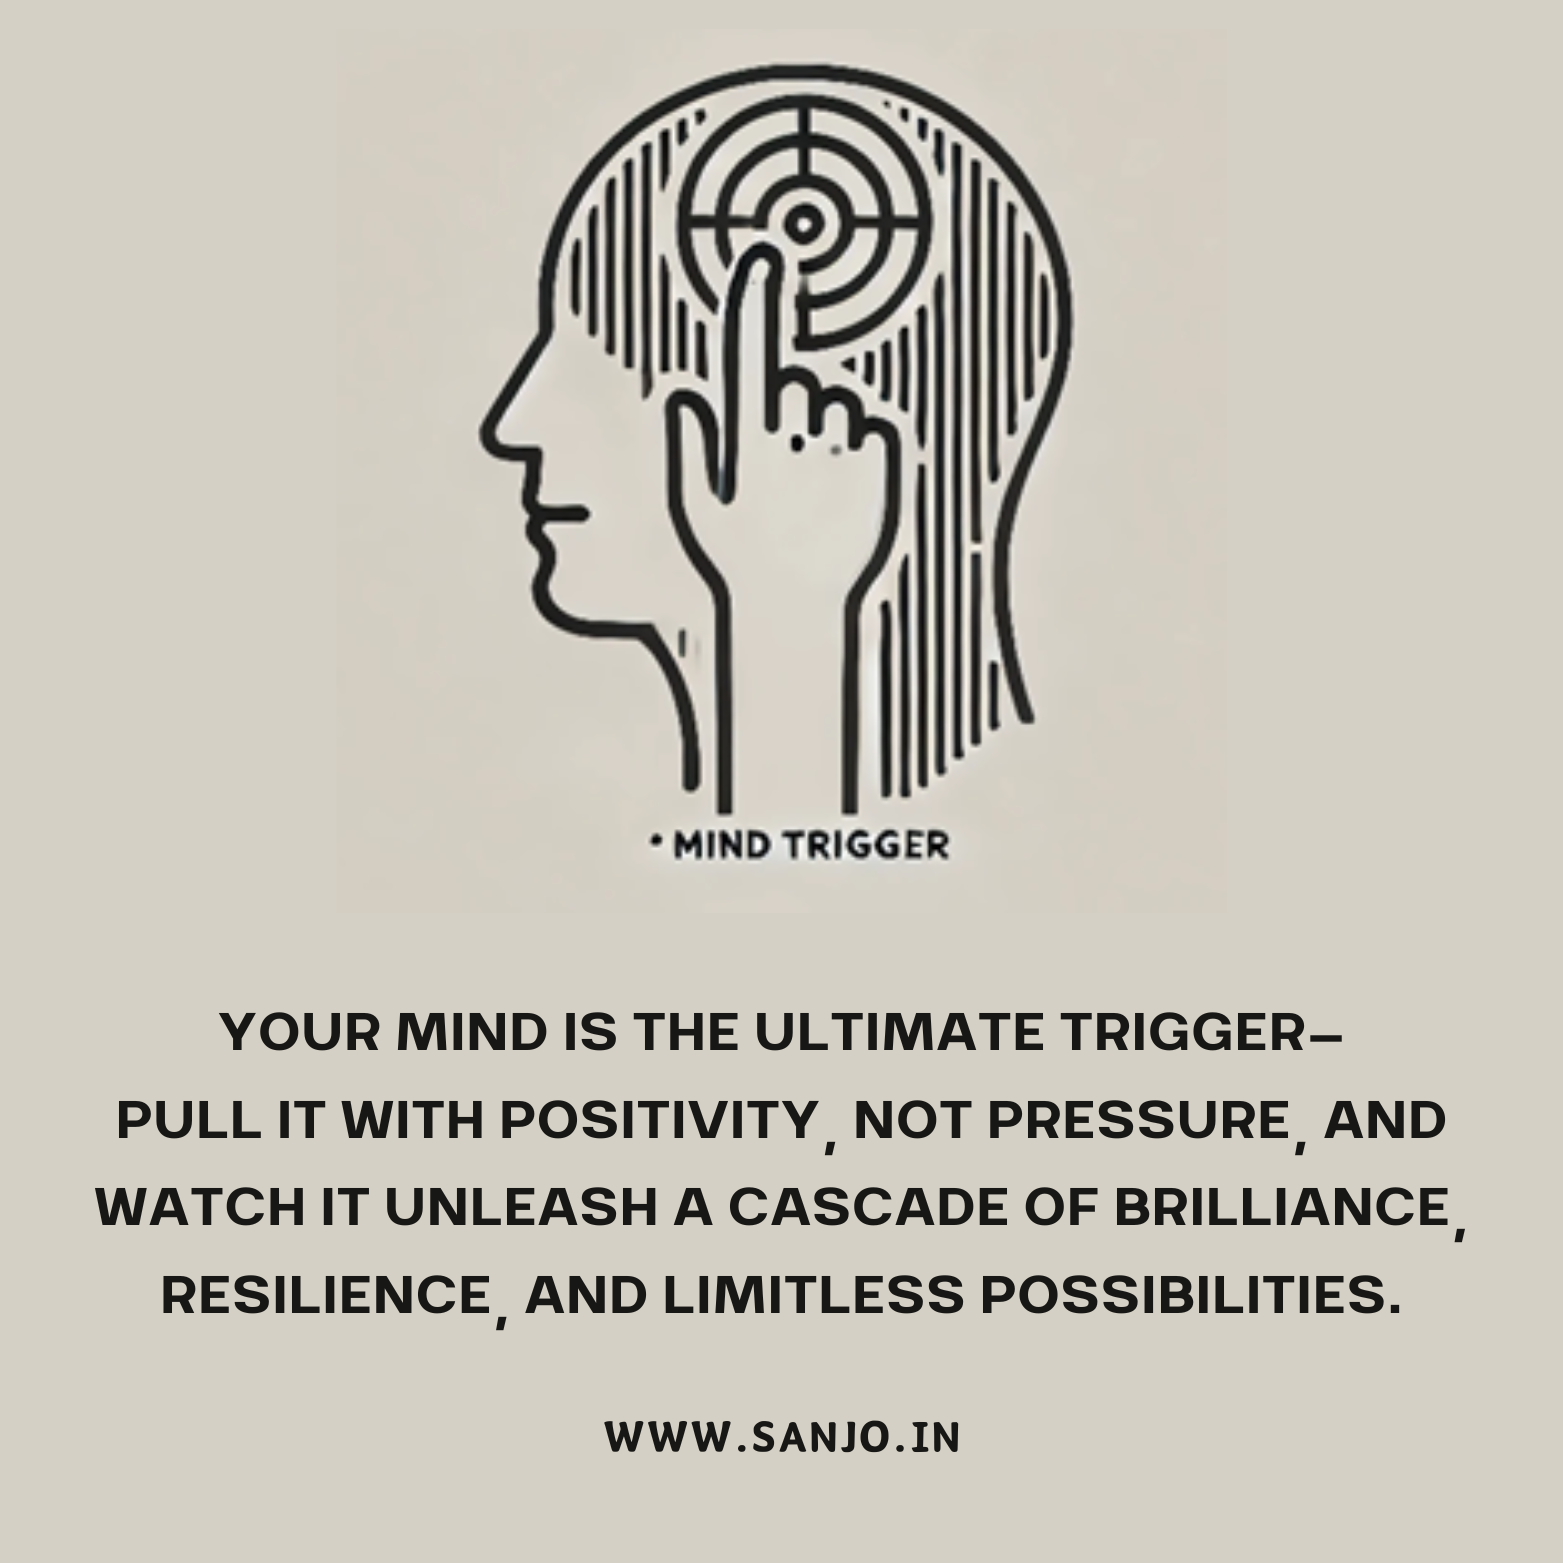 • MIND TRIGGER
YOUR MIND IS THE ULTIMATE TRIGGER—
PULL IT WITH POSITIVITY, NOT PRESSURE, AND
WATCH IT UNLEASH A CASCADE OF BRILLIANCE,
RESILIENCE, AND LIMITLESS POSSIBILITIES.
WWW.SANJO.IN